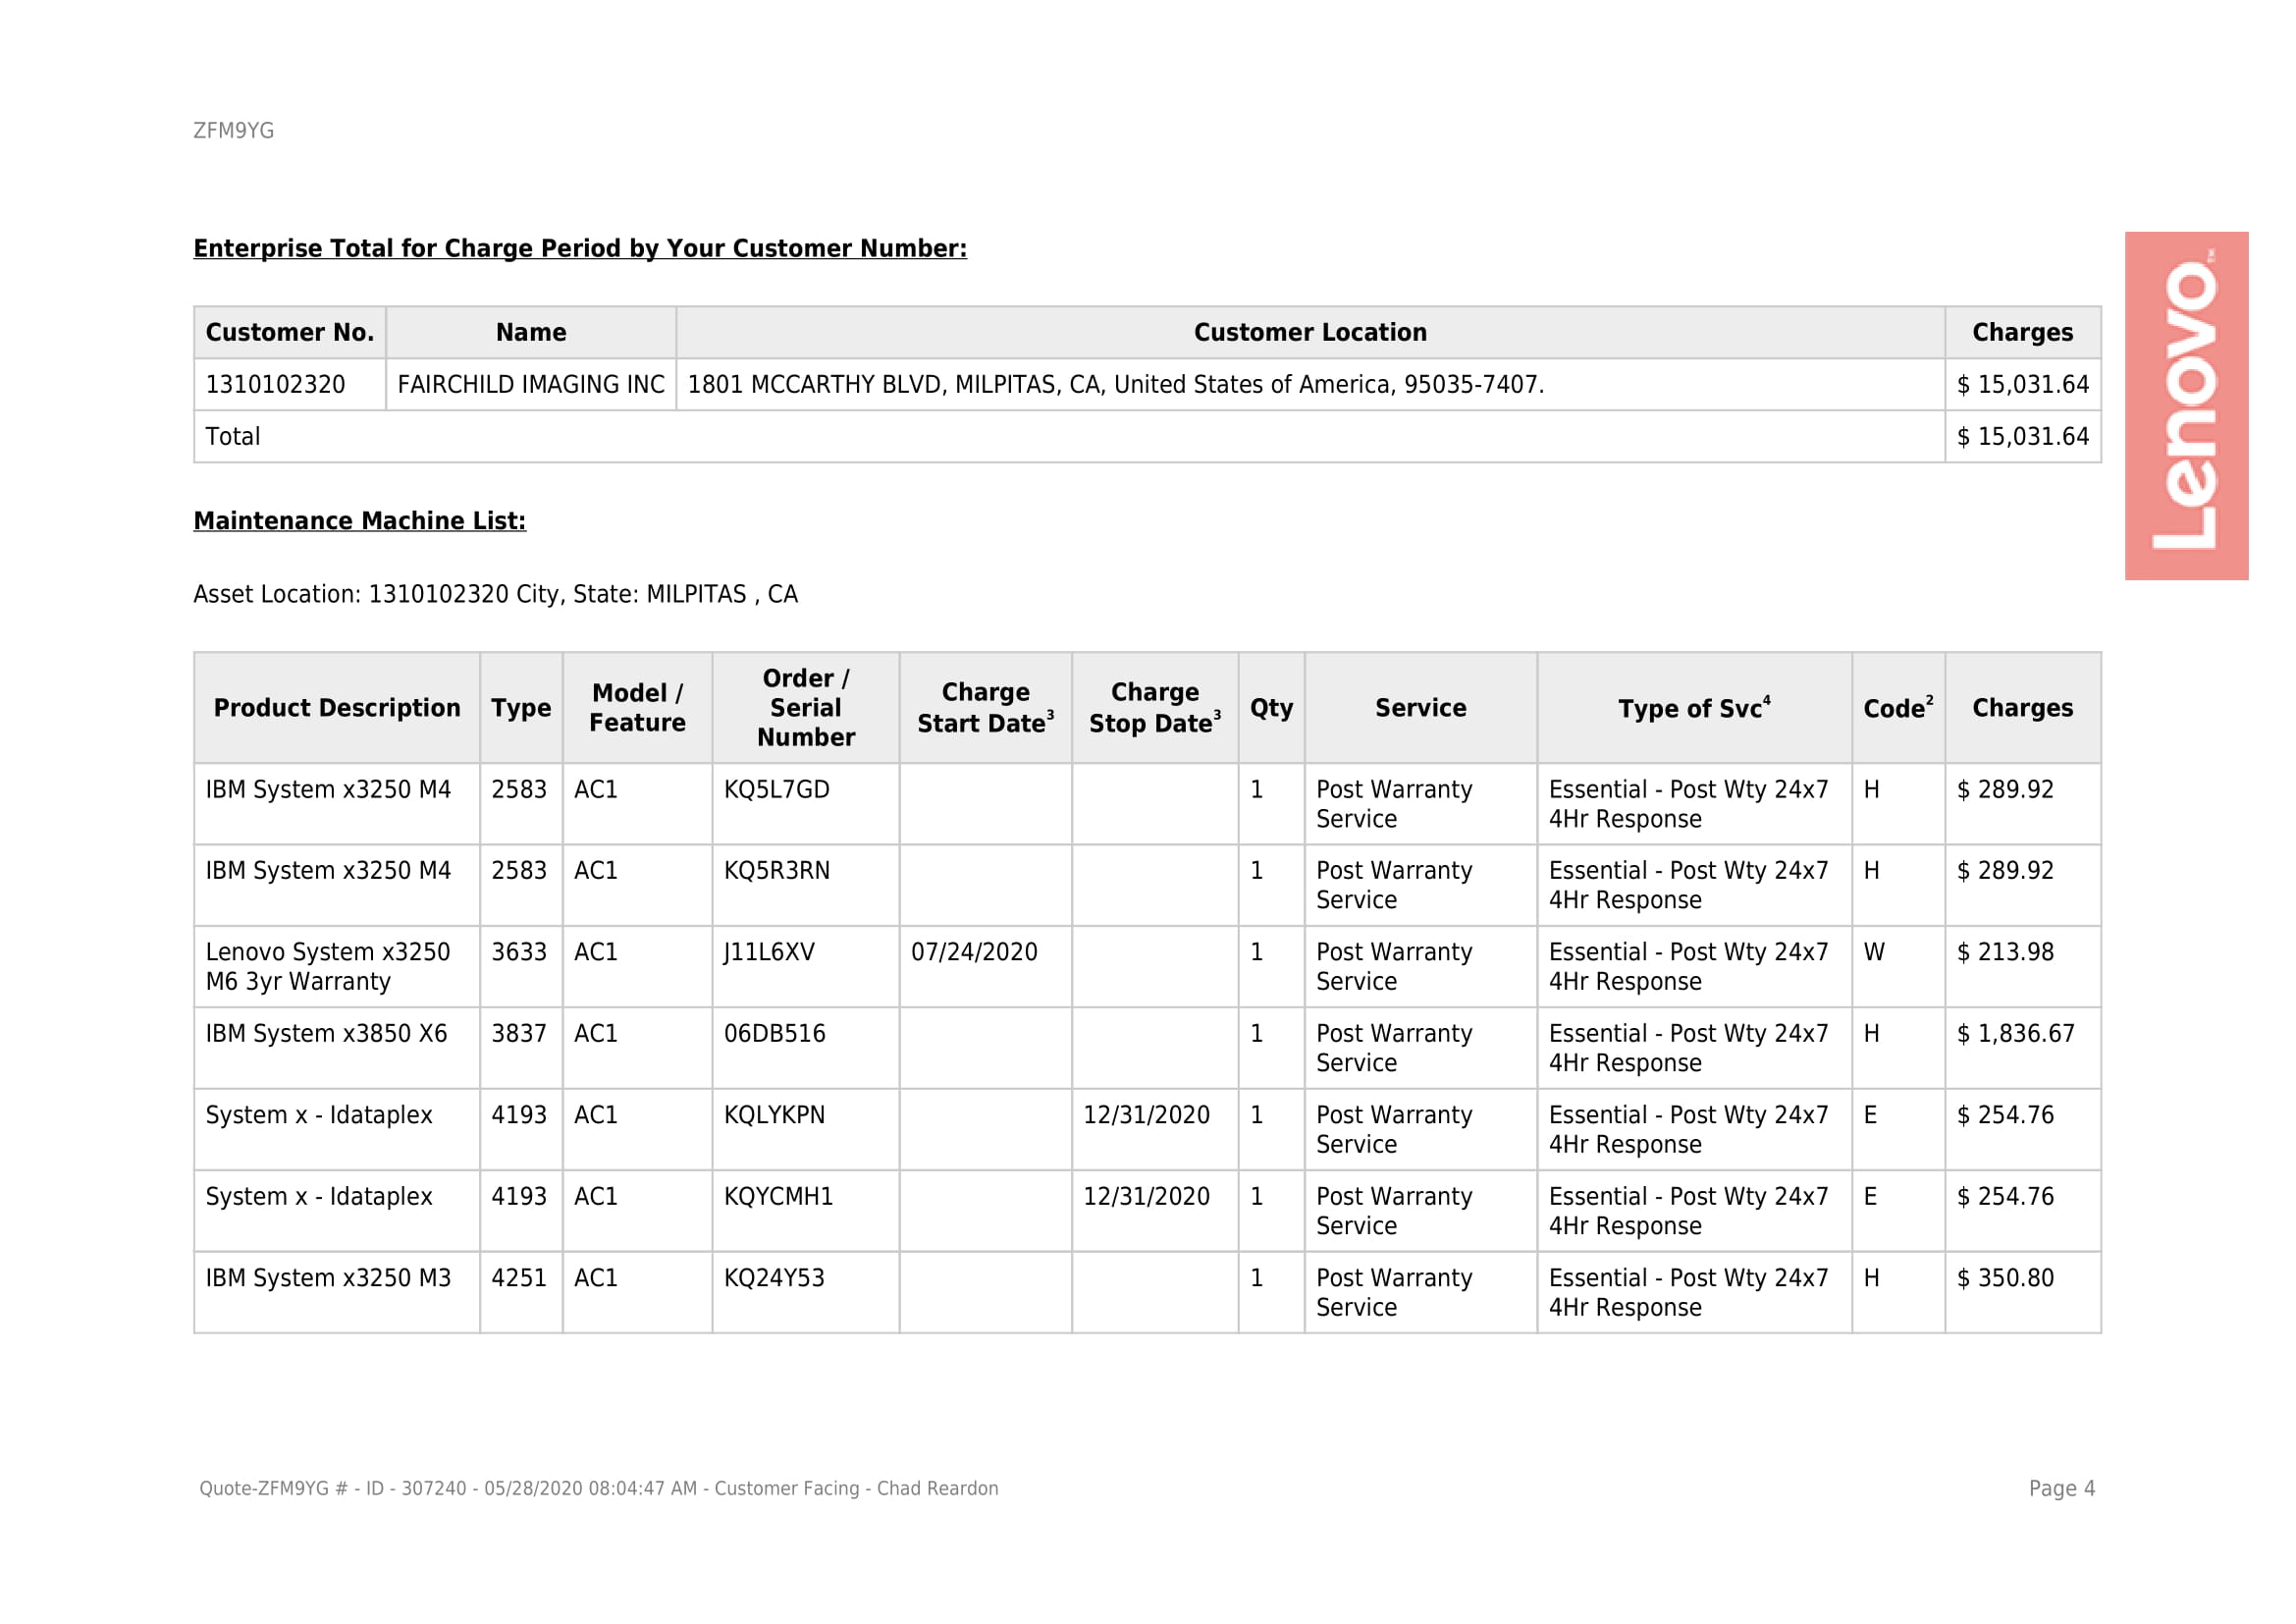 ZFM9YG
Enterprise Total for Charge Period by Your Customer Number:
Customer No. Name Customer Location Charges
1310102320 FAIRCHILD IMAGING INC 1801 MCCARTHY BLVD, MILPITAS, CA, United States of America, 95035-7407. $ 15,031.64
Total $ 15,031.64
Lenovo™
Maintenance Machine List:
Asset Location: 1310102320 City, State: MILPITAS , CA
Product Description Type Model / Feature Order / Serial Number Charge Start Date3 Charge Stop Date3 Qty Service Type of Svc4 Code2 Charges
IBM System x3250 M4 2583 AC1 KQ5L7GD 1 Post Warranty Essential - Post Wty 24x7 H $ 289.92
Service 4Hr Response
IBM System x3250 M4 2583 AC1 KQ5R3RN 1 Post Warranty Essential - Post Wty 24x7 H $ 289.92
Service 4Hr Response
Lenovo System x3250 3633 AC1 J11L6XV 07/24/2020 1 Post Warranty Essential - Post Wty 24x7 W $ 213.98
M6 3yr Warranty Service 4Hr Response
IBM System x3850 X6 3837 AC1 06DB516 1 Post Warranty Essential - Post Wty 24x7 H $ 1,836.67
Service 4Hr Response
System x - Idataplex 4193 AC1 KQLYKPN 12/31/2020 1 Post Warranty Essential - Post Wty 24x7 E $ 254.76
Service 4Hr Response
System x - Idataplex 4193 AC1 KQYCMH1 12/31/2020 1 Post Warranty Essential - Post Wty 24x7 E $ 254.76
Service 4Hr Response
IBM System x3250 M3 4251 AC1 KQ24Y53 1 Post Warranty Essential - Post Wty 24x7 H $ 350.80
Service 4Hr Response
Quote-ZFM9YG # - ID - 307240 - 05/28/2020 08:04:47 AM - Customer Facing - Chad Reardon Page 4